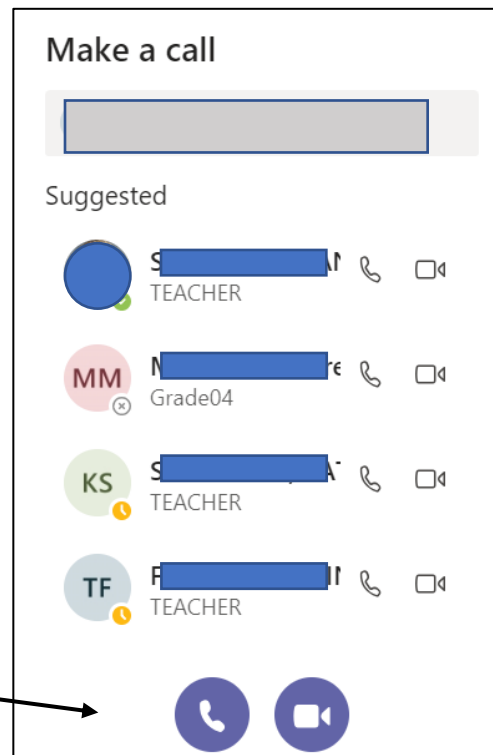 Make a call
Suggested
TEACHER
MM
Grade04
KS
TEACHER
TF
TEACHER